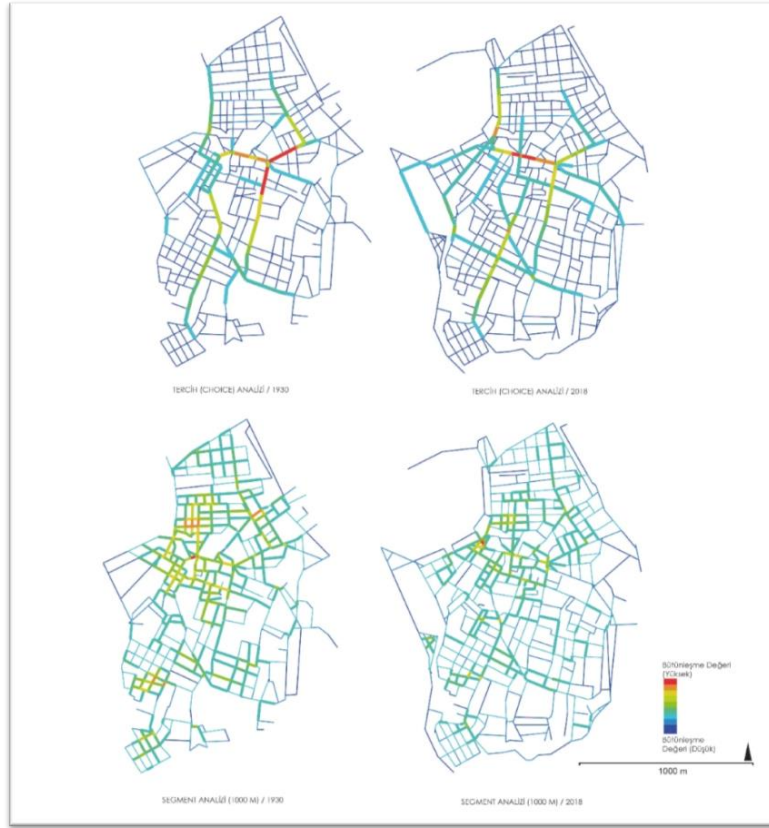 TERCİH (CHOICE) ANALİZİ / 1930
TERCİH (CHOICE) ANALİZİ / 2018
Bütünleşme Değeri
(Yüksek)
Bütünleşme
Değeri (Düşük)
1000 m
SEGMENT ANALİZİ (1000 M) / 1930
SEGMENT ANALİZİ (1000 M) / 2018